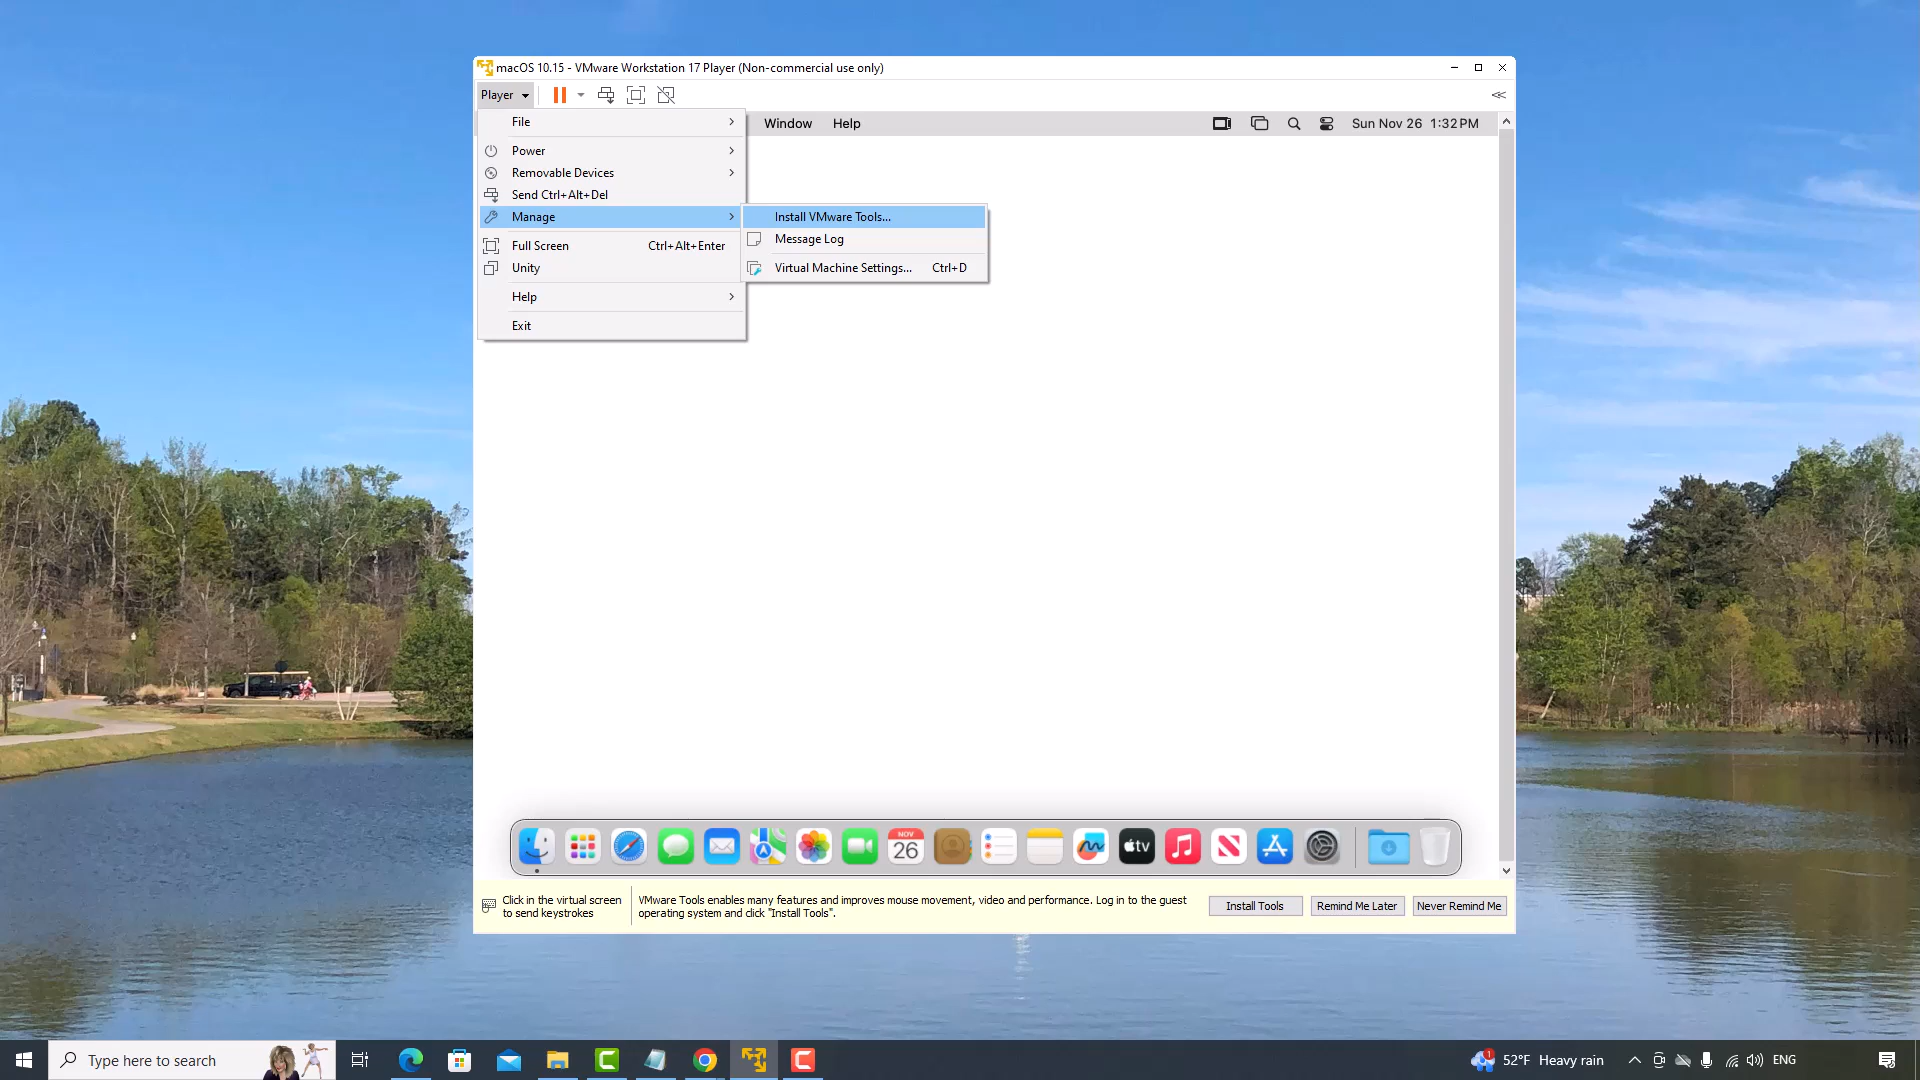 macOS 10.15 - VMware Workstation 17 Player (Non-commercial use only)
Player
Window Help Sun Nov 26 1:32 PM
File
Power
Removable Devices
Send Ctrl+Alt+Del
Manage
Full Screen Ctrl+Alt+Enter
Unity
Help
Exit
Install VMware Tools...
Message Log
Virtual Machine Settings... Ctrl+D
NOV
26
tv
Click in the virtual screen
to send keystrokes
VMware Tools enables many features and improves mouse movement, video and performance. Log in to the guest
operating system and click "Install Tools".
Install Tools
Remind Me Later
Never Remind Me
Type here to search
1
52°F Heavy rain
ENG